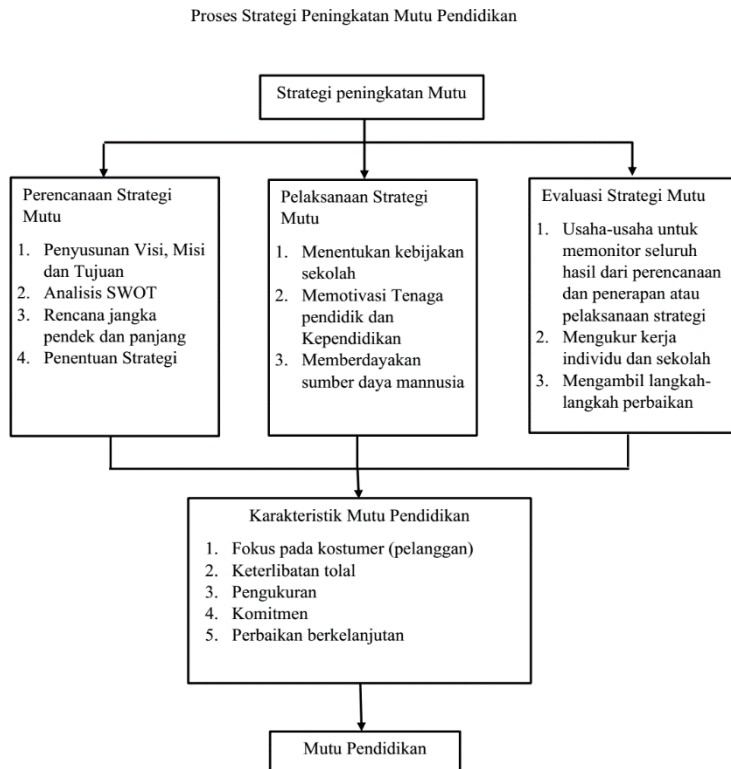 Proses Strategi Peningkatan Mutu Pendidikan
Strategi peningkatan Mutu
Perencanaan Strategi
Mutu
1. Penyusunan Visi, Misi
dan Tujuan
2. Analisis SWOT
3. Rencana jangka
pendek dan panjang
4. Penentuan Strategi
Pelaksanaan Strategi
Mutu
1. Menentukan kebijakan
sekolah
2. Memotivasi Tenaga
pendidik dan
Kependidikan
3. Memberdayakan
sumber daya mannusia
Evaluasi Strategi Mutu
1. Usaha-usaha untuk
memonitor seluruh
hasil dari perencanaan
dan penerapan atau
pelaksanaan strategi
2. Mengukur kerja
individu dan sekolah
3. Mengambil langkah-
langkah perbaikan
Karakteristik Mutu Pendidikan
1. Fokus pada kostumer (pelanggan)
2. Keterlibatan tolal
3. Pengukuran
4. Komitmen
5. Perbaikan berkelanjutan
Mutu Pendidikan